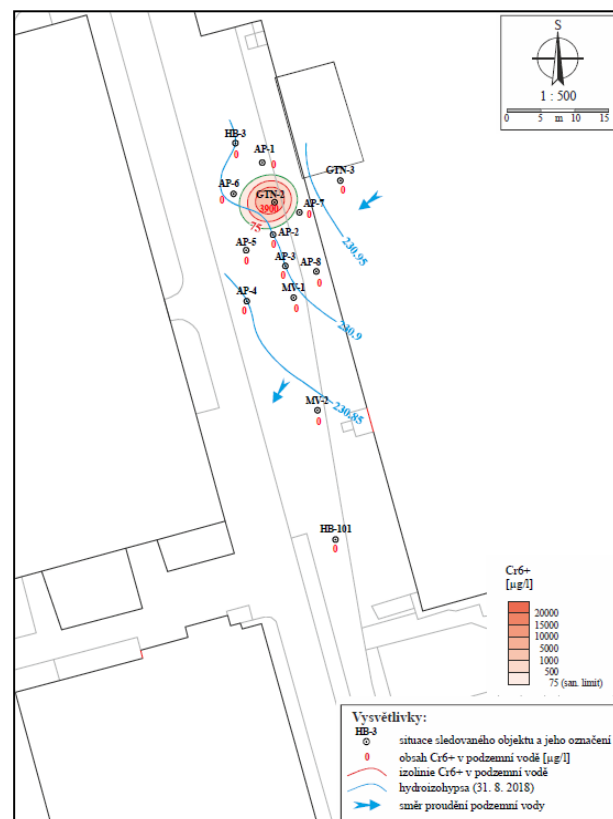 S
1 : 500
0 5 10 15
m
HB-3
0
AP-1
0
GTN-3
0
AP-6
0
GTN-2
3900
AP-7
0
75
AP-2
0
AP-5
0
AP-3
0
AP-8
0
230.95
AP-4
0
MV-1
0
230.9
MV-2
0
230.85
HB-101
0
Cr6+
[µg/l]
20000
15000
10000
5000
1000
500
75 (san. limit)
Vysvětlivky:
HB-3
situace sledovaného objektu a jeho označení
0 obsah Cr6+ v podzemní vodě [µg/l]
izolinie Cr6+ v podzemní vodě
hydroizohypsa (31. 8. 2018)
směr proudění podzemní vody